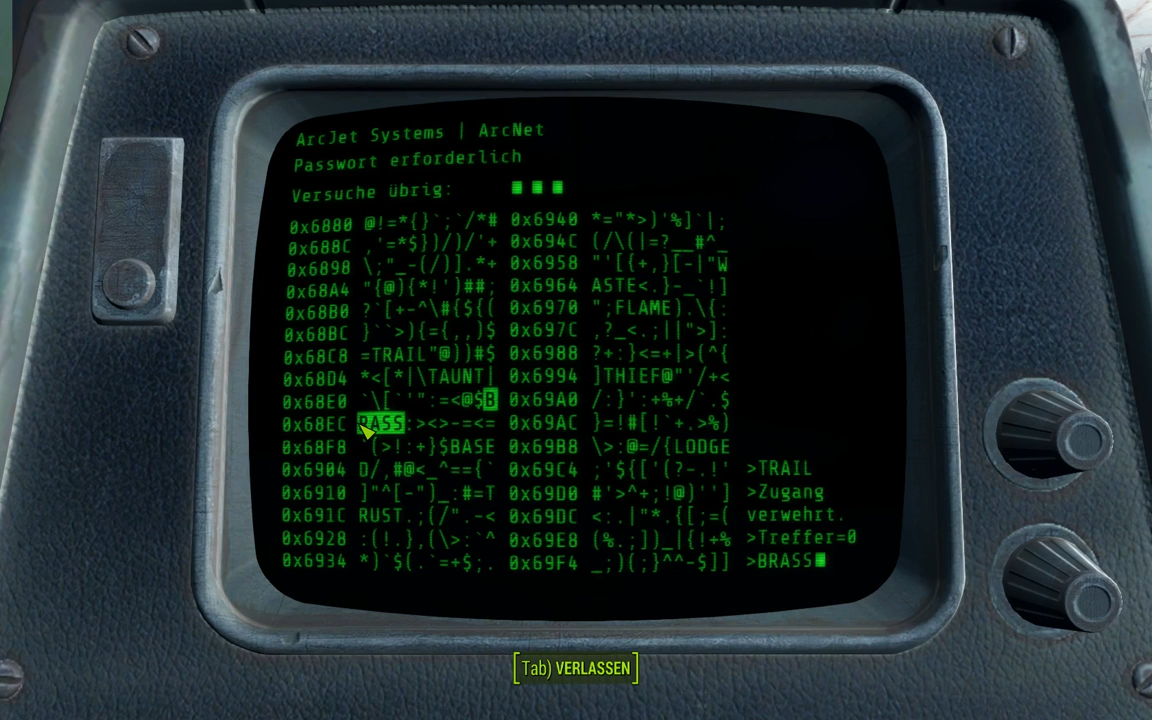 ArcJet Systems | ArcNet
Passwort erforderlich
Versuche übrig: ■ ■ ■
0x6880 @!=*{}`;`/*# 0x6940 *="*>)'%]`|;
0x688C ,'=*$})/)/'+ 0x694C (/\(|=?__#^_
0x6898 \;"_-(/)].*+ 0x6958 "'[{+,}[-|"W
0x68A4 "{@){*!')##; 0x6964 ASTE<.}-_`!]
0x68B0 ?`[+-^\#{${( 0x6970 ";FLAME).\{:
0x68BC }``>){={,,)$ 0x697C ,?_<.;||">]:
0x68C8 =TRAIL"@))#$ 0x6988 ?+:}<=+|>(^{
0x68D4 *<[*|\TAUNT| 0x6994 ]THIEF@"'/+<
0x68E0 `\[`'":=<@$B 0x69A0 /:}':+%+/`.$
0x68EC RASS:><>-=<= 0x69AC }=!#[!`+.>%)
0x68F8 "(>!:+}$BASE 0x69B8 \>:@=/{LODGE
0x6904 D/,#@<_^=={` 0x69C4 ;'${['(?-.!' >TRAIL
0x6910 ]"^[-")_:#=T 0x69D0 #'>^+;!@)''] >Zugang
0x691C RUST,;(/".-< 0x69DC <:.|"*.{[;=( verwehrt.
0x6928 :(!.},(\>:`^ 0x69E8 (%.;])_|{!+% >Treffer=0
0x6934 *)`$(.`=+$;. 0x69F4 _;)(;}^^-$]] >BRASS■
Tab) VERLASSEN